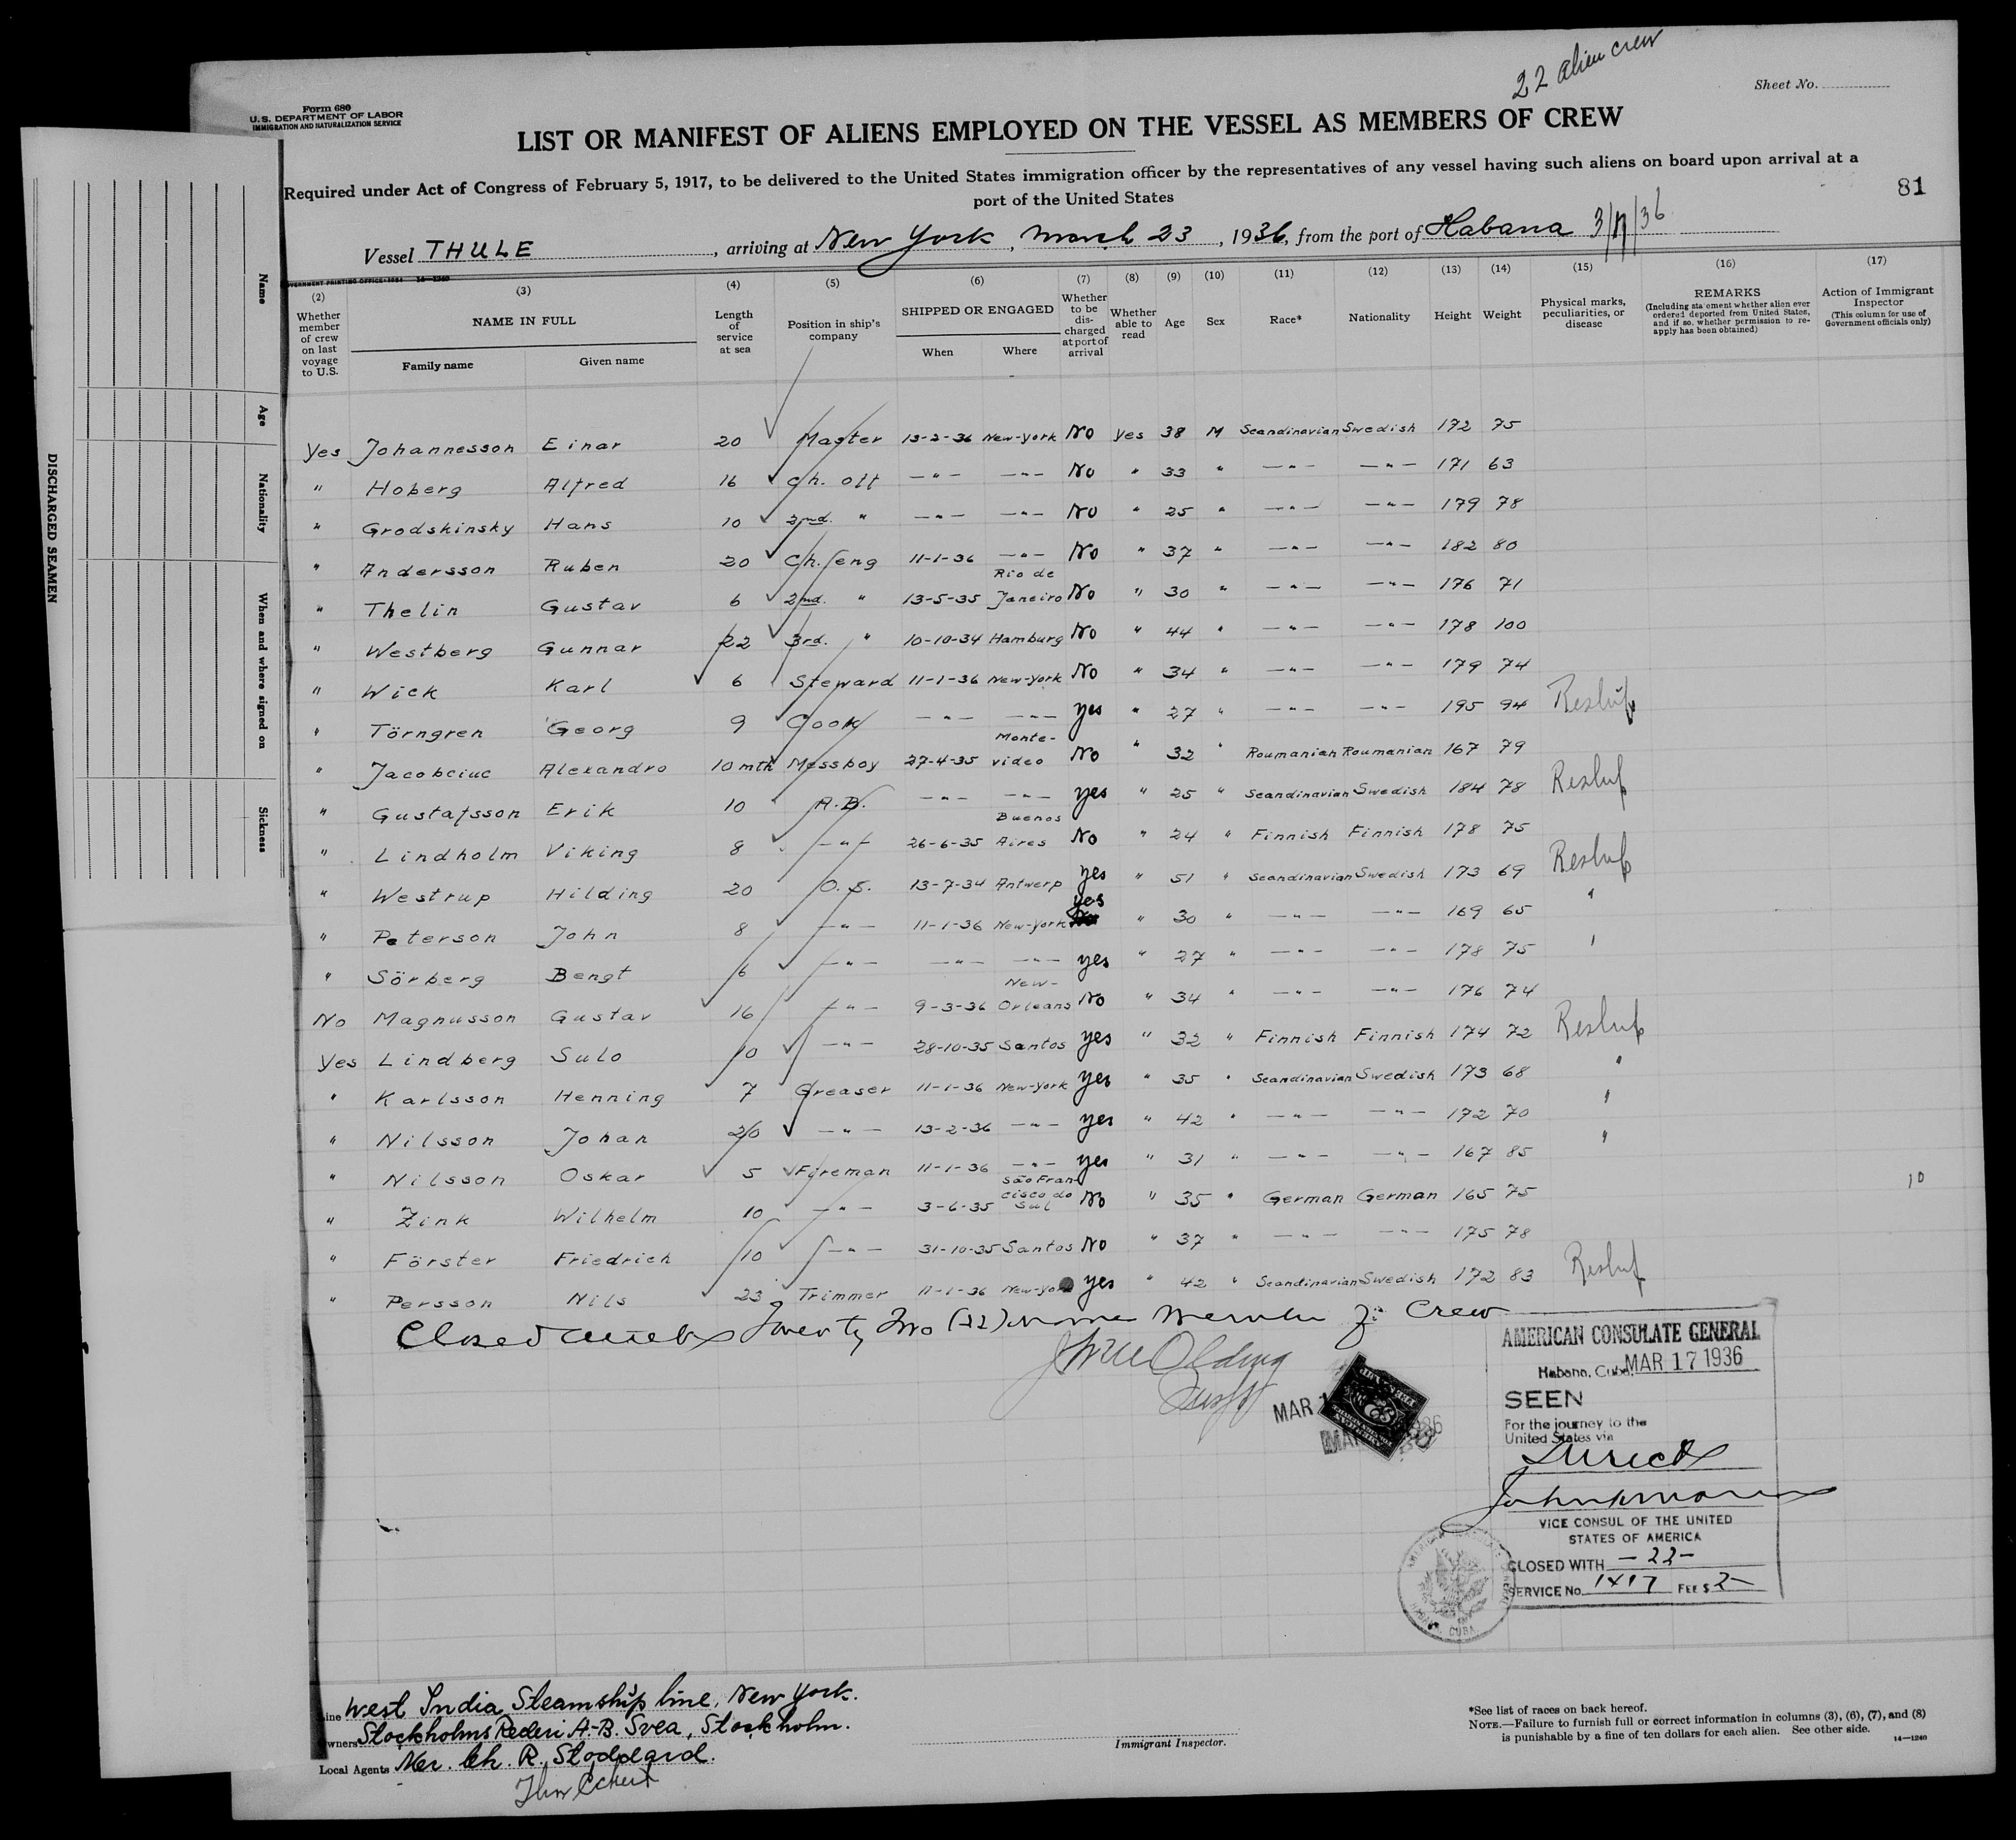 22 alien crew
Sheet No.
Form 680
U.S. DEPARTMENT OF LABOR
IMMIGRATION AND NATURALIZATION SERVICE
LIST OR MANIFEST OF ALIENS EMPLOYED ON THE VESSEL AS MEMBERS OF CREW
Required under Act of Congress of February 5, 1917, to be delivered to the United States immigration officer by the representatives of any vessel having such aliens on board upon arrival at a
port of the United States
81
Vessel THULE, arriving at New York, March 23, 1936, from the port of Habana 3/17/36
(2) (3) (4) (5) (6) (7) (8) (9) (10) (11) (12) (13) (14) (15) (16) (17)
Whether member of crew on last voyage to U.S. NAME IN FULL Family name Given name Length of service at sea Position in ship's company SHIPPED OR ENGAGED When Where Whether to be discharged at port of arrival Whether able to read Age Sex Race* Nationality Height Weight Physical marks, peculiarities, or disease REMARKS (Including statement whether alien ever ordered deported from United States, and if so, whether permission to reapply has been obtained) Action of Immigrant Inspector (This column for use of Government officials only)
Yes Johannesson Einar 20 Master 13-2-36 New-York No Yes 38 M Scandinavian Swedish 172 75
" Hoberg Alfred 16 Ch. off —"— —"— No " 33 " —"— —"— 171 63
" Grodskinsky Hans 10 2nd. " —"— —"— No " 25 " —"— —"— 179 78
" Andersson Ruben 20 Ch. eng 11-1-36 —"— No " 37 " —"— —"— 182 80
" Thelin Gustav 6 2nd. " 13-5-35 Rio de Janeiro No " 30 " —"— —"— 176 71
" Westberg Gunnar 22 3rd. " 10-10-34 Hamburg No " 44 " —"— —"— 178 100
" Wick Karl 6 Steward 11-1-36 New-York No " 34 " —"— —"— 179 74
" Törngren Georg 9 Cook —"— —"— yes " 27 " —"— —"— 195 94 Reship
" Jacobciuc Alexandro 10 mth Messboy 27-4-35 Montevideo No " 32 " Roumanian Roumanian 167 79
" Gustafsson Erik 10 A.B. —"— —"— yes " 25 " Scandinavian Swedish 184 78 Reship
" Lindholm Viking 8 —"— 26-6-35 Buenos Aires No " 24 " Finnish Finnish 178 75
" Westrup Hilding 20 O.S. 13-7-34 Antwerp yes " 51 " Scandinavian Swedish 173 69 Reship
" Peterson John 8 —"— 11-1-36 New-York yes " 30 " —"— —"— 169 65 "
" Sörberg Bengt 6 —"— —"— —"— yes " 27 " —"— —"— 178 75 "
No Magnusson Gustav 16 —"— 9-3-36 New-Orleans No " 34 " —"— —"— 176 74
Yes Lindberg Sulo 10 —"— 28-10-35 Santos yes " 32 " Finnish Finnish 174 72 Reship
" Karlsson Henning 7 Greaser 11-1-36 New-York yes " 35 " Scandinavian Swedish 173 68 "
" Nilsson Johan 20 —"— 13-2-36 —"— yes " 42 " —"— —"— 172 70 "
" Nilsson Oskar 5 Fireman 11-1-36 —"— yes " 31 " —"— —"— 167 85 "
" Zink Wilhelm 10 —"— 3-6-35 São Francisco do Sul No " 35 " German German 165 75 10
" Förster Friedrich 10 —"— 31-10-35 Santos No " 37 " —"— —"— 175 78
" Persson Nils 23 Trimmer 11-1-36 New-York yes " 42 " Scandinavian Swedish 172 83 Reship
Closed Twenty Two (22) Crew
AMERICAN CONSULATE GENERAL
Habana, Cuba, MAR 17 1936
SEEN
For the journey to the
United States via
Direct
VICE CONSUL OF THE UNITED
STATES OF AMERICA
CLOSED WITH —22—
SERVICE No. 1417 FEE $ 2—
MAR 1
West India Steamship line, New York.
Owners Stockholms Rederi A-B. Svea, Stockholm.
Local Agents Mer. Ch. R. Stoddard.
Immigrant Inspector.
*See list of races on back hereof.
NOTE.—Failure to furnish full or correct information in columns (3), (6), (7), and (8)
is punishable by a fine of ten dollars for each alien. See other side.
14—1240
DISCHARGED SEAMEN
Name
Age
Nationality
When and where signed on
Sickness